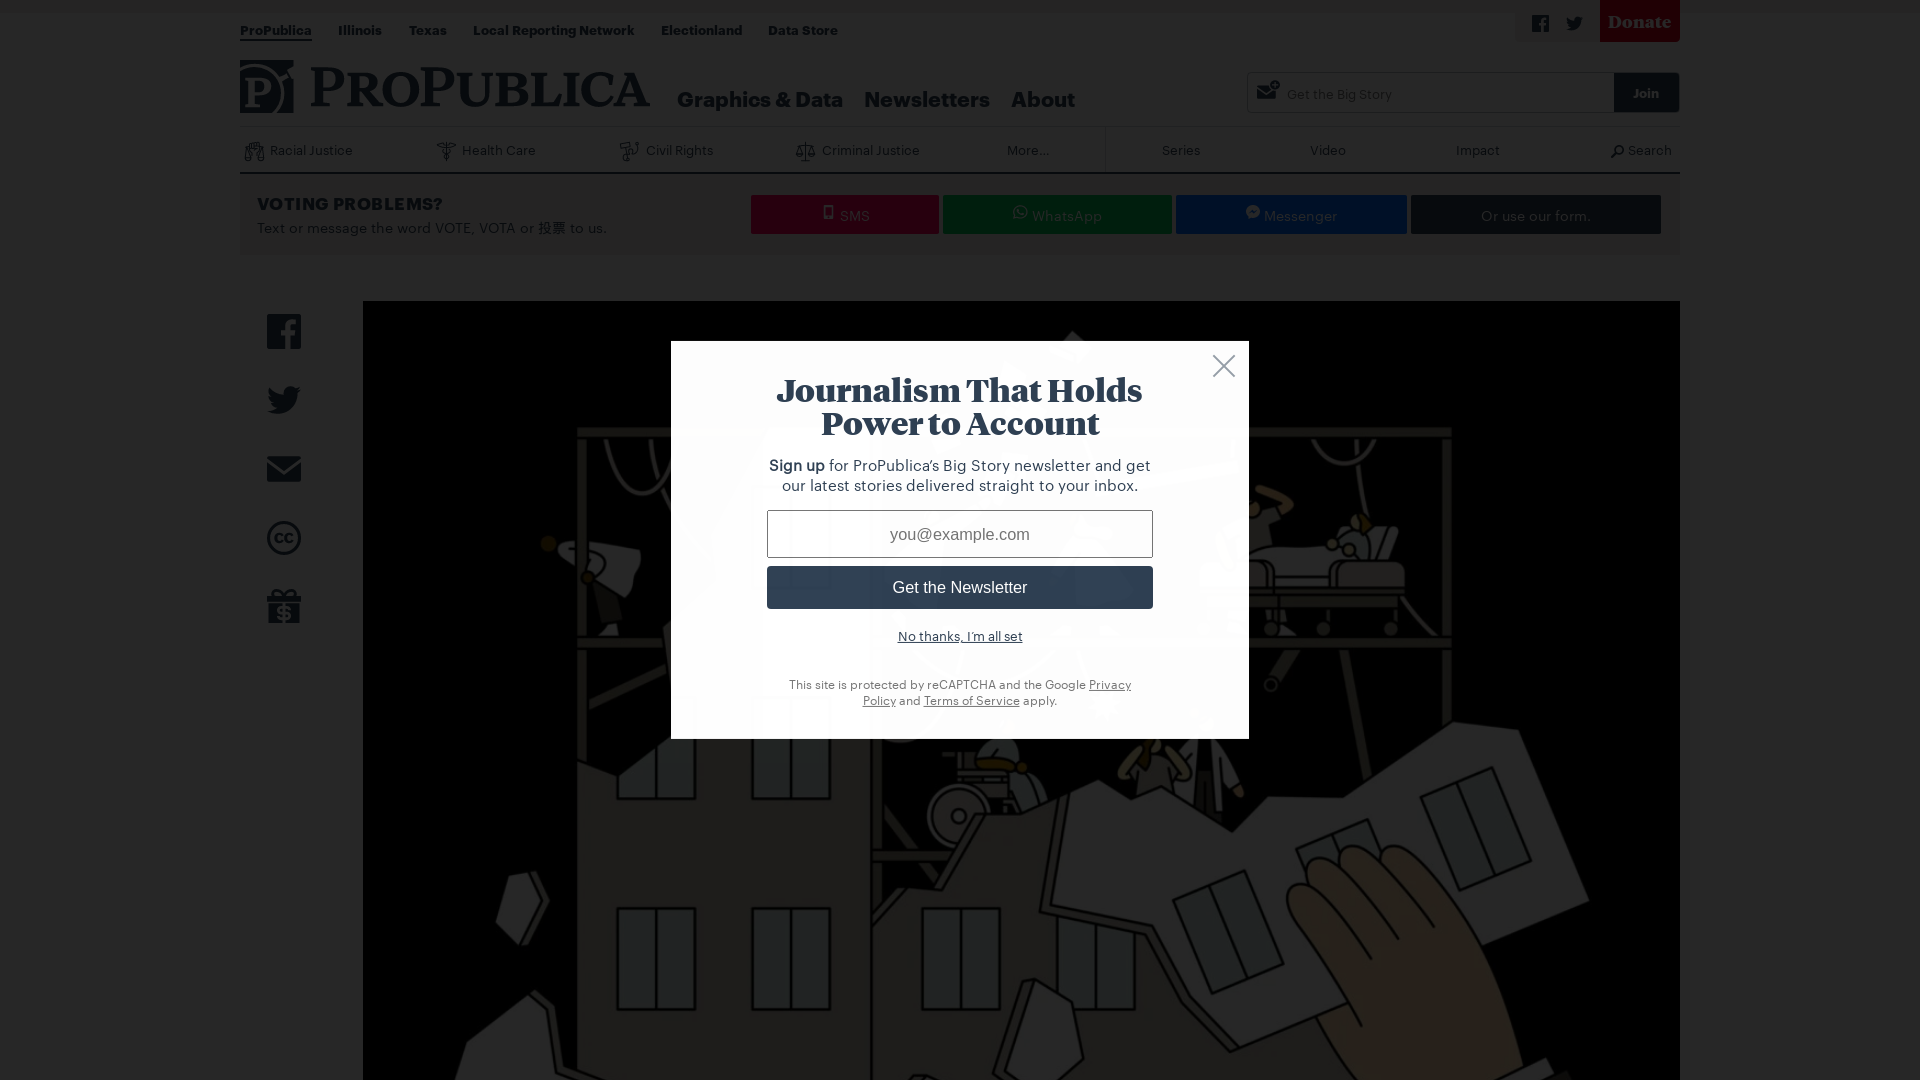 ProPublica Illinois Texas Local Reporting Network Electionland Data Store Donate
PROPUBLICA Graphics & Data Newsletters About Get the Big Story Join
Racial Justice Health Care Civil Rights Criminal Justice More... Series Video Impact Search
VOTING PROBLEMS?
Text or message the word VOTE, VOTA or 投票 to us.
SMS WhatsApp Messenger Or use our form.
Journalism That Holds
Power to Account
Sign up for ProPublica’s Big Story newsletter and get
our latest stories delivered straight to your inbox.
you@example.com
Get the Newsletter
No thanks, I’m all set
This site is protected by reCAPTCHA and the Google Privacy
Policy and Terms of Service apply.